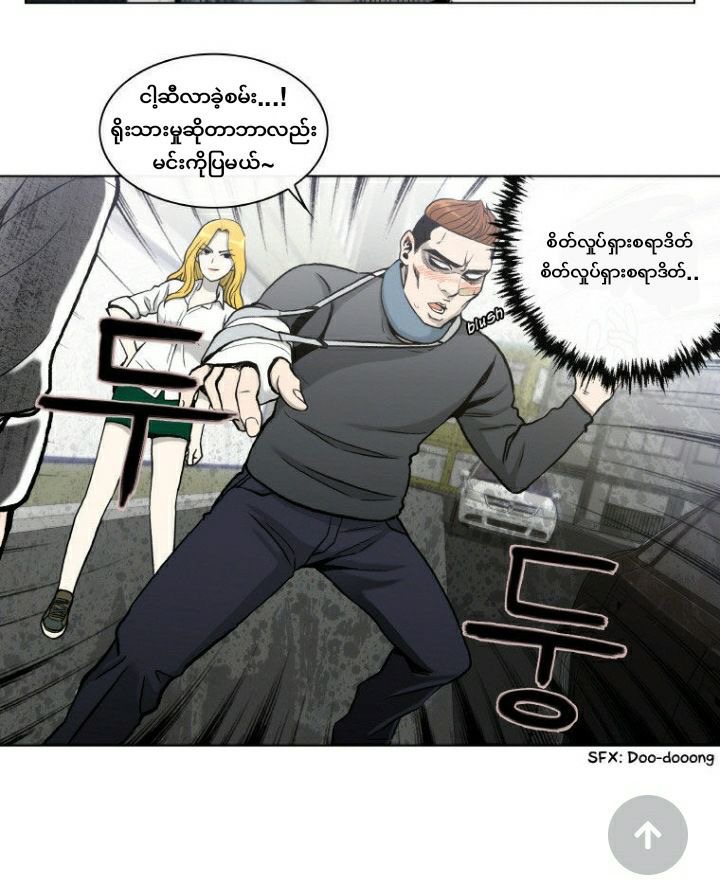 ငါ့ဆီလာခဲ့စမ်း...!
ရိုးသားမှုဆိုတာဘာလည်း
မင်းကိုပြမယ်~
စိတ်လှုပ်ရှားစရာဒိတ်
စိတ်လှုပ်ရှားစရာဒိတ်..
blush
두
둥
SFX: Doo-dooong